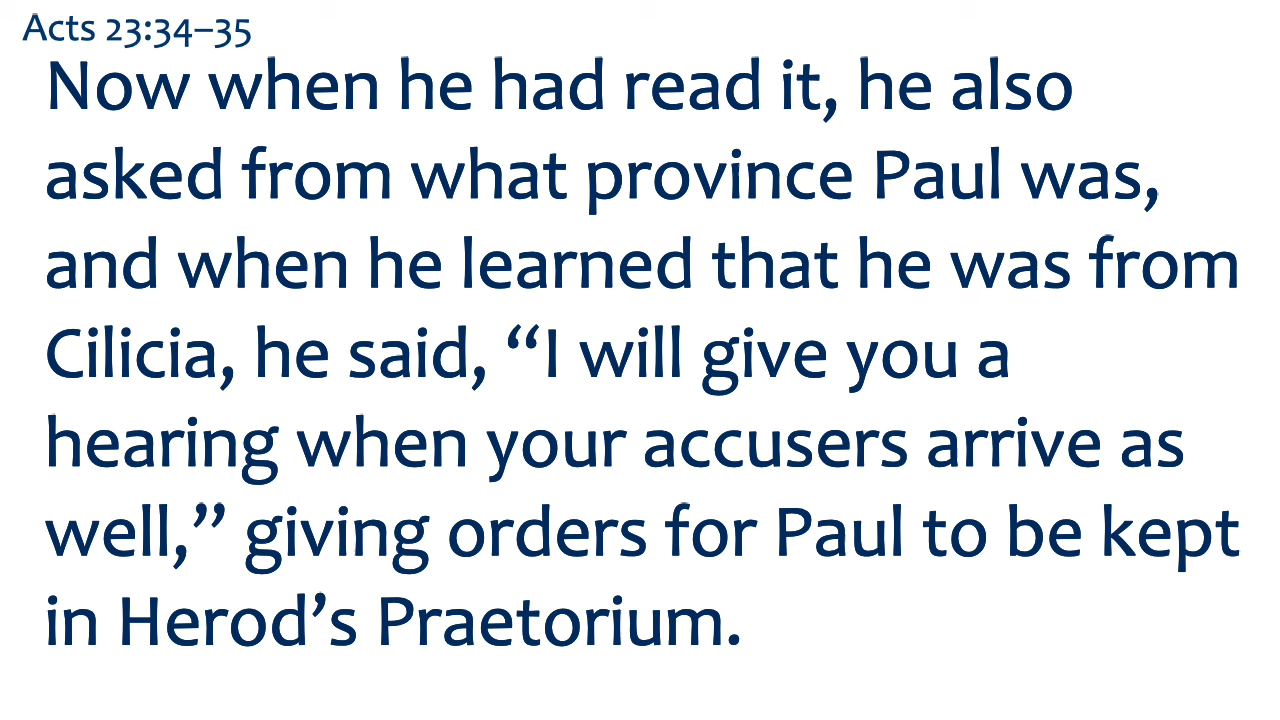 Acts 23:34–35
Now when he had read it, he also
asked from what province Paul was,
and when he learned that he was from
Cilicia, he said, “I will give you a
hearing when your accusers arrive as
well,” giving orders for Paul to be kept
in Herod’s Praetorium.